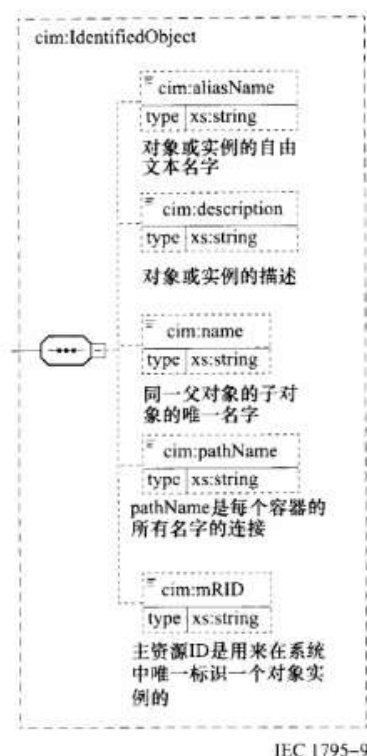 cim:IdentifiedObject
cim:aliasName
type xs:string
对象或实例的自由
文本名字
cim:description
type xs:string
对象或实例的描述
cim:name
type xs:string
同一父对象的子对
象的唯一名字
cim:pathName
type xs:string
pathName是每个容器的
所有名字的连接
cim:mRID
type xs:string
主资源ID是用来在系统
中唯一标识一个对象实
例的